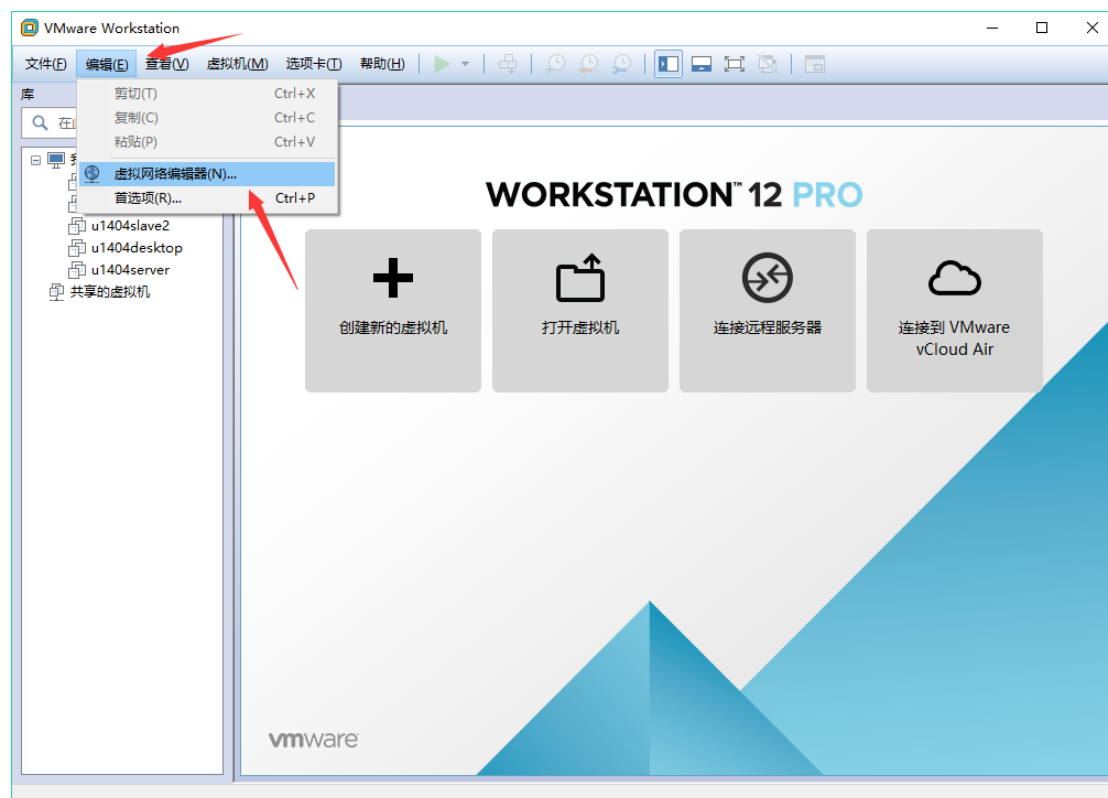 VMware Workstation
文件(F) 编辑(E) 查看(V) 虚拟机(M) 选项卡(T) 帮助(H)
库
剪切(T) Ctrl+X
复制(C) Ctrl+C
粘贴(P) Ctrl+V
虚拟网络编辑器(N)...
首选项(R)... Ctrl+P
在
u1404slave2
u1404desktop
u1404server
共享的虚拟机
WORKSTATION™ 12 PRO
创建新的虚拟机
打开虚拟机
连接远程服务器
连接到 VMware
vCloud Air
vmware